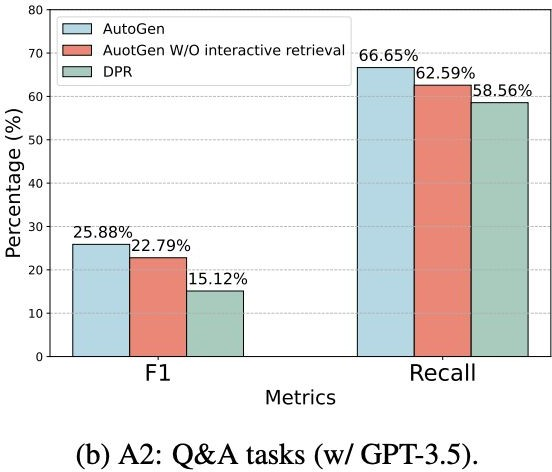 80
70
60
50
40
30
20
10
0
Percentage (%)
AutoGen
AuotGen W/O interactive retrieval
DPR
25.88%
22.79%
15.12%
66.65%
62.59%
58.56%
F1
Recall
Metrics
(b) A2: Q&A tasks (w/ GPT-3.5).